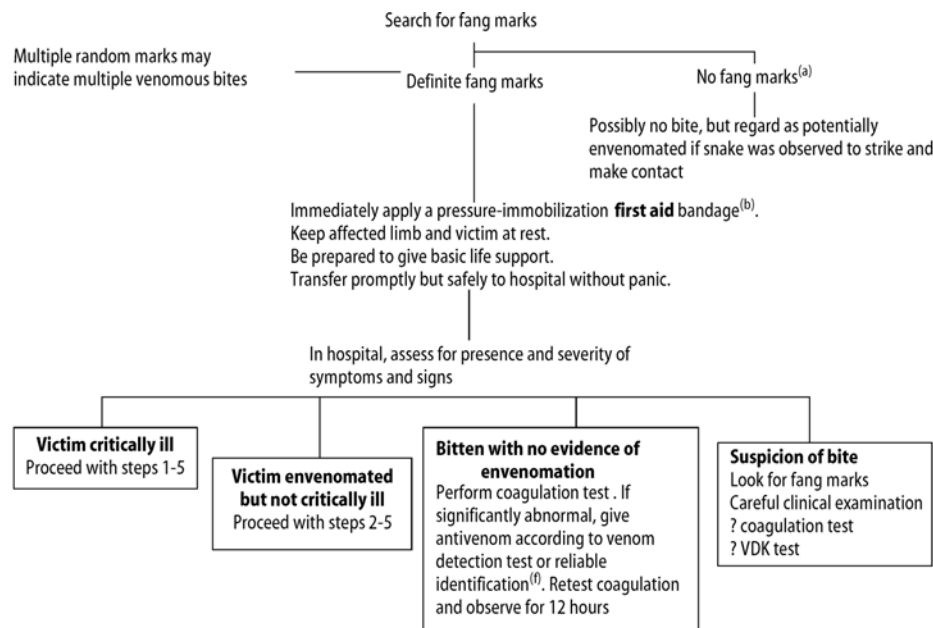 Search for fang marks
Multiple random marks may
indicate multiple venomous bites
Definite fang marks
No fang marks(a)
Possibly no bite, but regard as potentially
envenomated if snake was observed to strike and
make contact
Immediately apply a pressure-immobilization first aid bandage(b).
Keep affected limb and victim at rest.
Be prepared to give basic life support.
Transfer promptly but safely to hospital without panic.
In hospital, assess for presence and severity of
symptoms and signs
Victim critically ill
Proceed with steps 1-5
Victim envenomated
but not critically ill
Proceed with steps 2-5
Bitten with no evidence of
envenomation
Perform coagulation test . If
significantly abnormal, give
antivenom according to venom
detection test or reliable
identification(f). Retest coagulation
and observe for 12 hours
Suspicion of bite
Look for fang marks
Careful clinical examination
? coagulation test
? VDK test